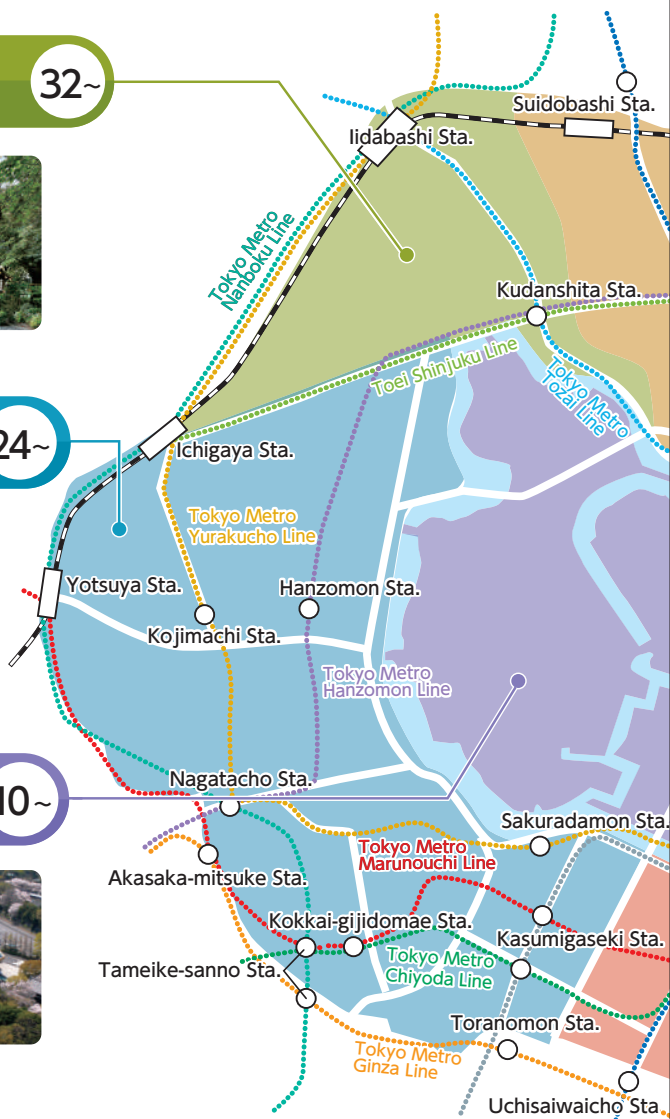 32~
Suidobashi Sta.
Iidabashi Sta.
Tokyo Metro
Nanboku Line
Kudanshita Sta.
Toei Shinjuku Line
Tokyo Metro
Tozai Line
24~
Ichigaya Sta.
Tokyo Metro
Yurakucho Line
Yotsuya Sta.
Hanzomon Sta.
Kojimachi Sta.
Tokyo Metro
Hanzomon Line
Nagatacho Sta.
10~
Sakuradamon Sta.
Tokyo Metro
Marunouchi Line
Akasaka-mitsuke Sta.
Kokkai-gijidomae Sta.
Kasumigaseki Sta.
Tameike-sanno Sta.
Tokyo Metro
Chiyoda Line
Toranomon Sta.
Tokyo Metro
Ginza Line
Uchisaiwaicho Sta